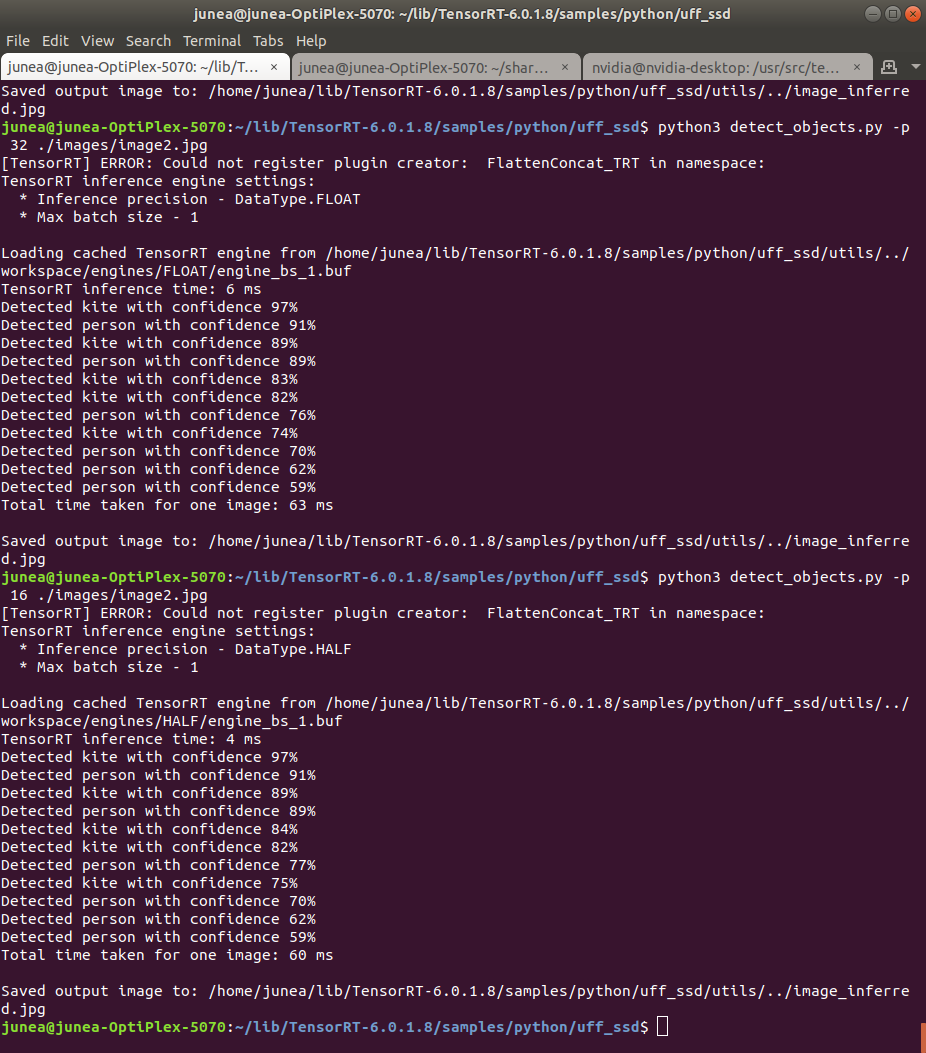 junea@junea-OptiPlex-5070: ~/lib/TensorRT-6.0.1.8/samples/python/uff_ssd
File Edit View Search Terminal Tabs Help
junea@junea-OptiPlex-5070: ~/lib/T... × junea@junea-OptiPlex-5070: ~/shar... × nvidia@nvidia-desktop: /usr/src/te... ×
Saved output image to: /home/junea/lib/TensorRT-6.0.1.8/samples/python/uff_ssd/utils/../image_inferre
d.jpg
junea@junea-OptiPlex-5070:~/lib/TensorRT-6.0.1.8/samples/python/uff_ssd$ python3 detect_objects.py -p
 32 ./images/image2.jpg
[TensorRT] ERROR: Could not register plugin creator:  FlattenConcat_TRT in namespace:
TensorRT inference engine settings:
  * Inference precision - DataType.FLOAT
  * Max batch size - 1

Loading cached TensorRT engine from /home/junea/lib/TensorRT-6.0.1.8/samples/python/uff_ssd/utils/../
workspace/engines/FLOAT/engine_bs_1.buf
TensorRT inference time: 6 ms
Detected kite with confidence 97%
Detected person with confidence 91%
Detected kite with confidence 89%
Detected person with confidence 89%
Detected kite with confidence 83%
Detected kite with confidence 82%
Detected person with confidence 76%
Detected kite with confidence 74%
Detected person with confidence 70%
Detected person with confidence 62%
Detected person with confidence 59%
Total time taken for one image: 63 ms

Saved output image to: /home/junea/lib/TensorRT-6.0.1.8/samples/python/uff_ssd/utils/../image_inferre
d.jpg
junea@junea-OptiPlex-5070:~/lib/TensorRT-6.0.1.8/samples/python/uff_ssd$ python3 detect_objects.py -p
 16 ./images/image2.jpg
[TensorRT] ERROR: Could not register plugin creator:  FlattenConcat_TRT in namespace:
TensorRT inference engine settings:
  * Inference precision - DataType.HALF
  * Max batch size - 1

Loading cached TensorRT engine from /home/junea/lib/TensorRT-6.0.1.8/samples/python/uff_ssd/utils/../
workspace/engines/HALF/engine_bs_1.buf
TensorRT inference time: 4 ms
Detected kite with confidence 97%
Detected person with confidence 91%
Detected kite with confidence 89%
Detected person with confidence 89%
Detected kite with confidence 84%
Detected kite with confidence 82%
Detected person with confidence 77%
Detected kite with confidence 75%
Detected person with confidence 70%
Detected person with confidence 62%
Detected person with confidence 59%
Total time taken for one image: 60 ms

Saved output image to: /home/junea/lib/TensorRT-6.0.1.8/samples/python/uff_ssd/utils/../image_inferre
d.jpg
junea@junea-OptiPlex-5070:~/lib/TensorRT-6.0.1.8/samples/python/uff_ssd$